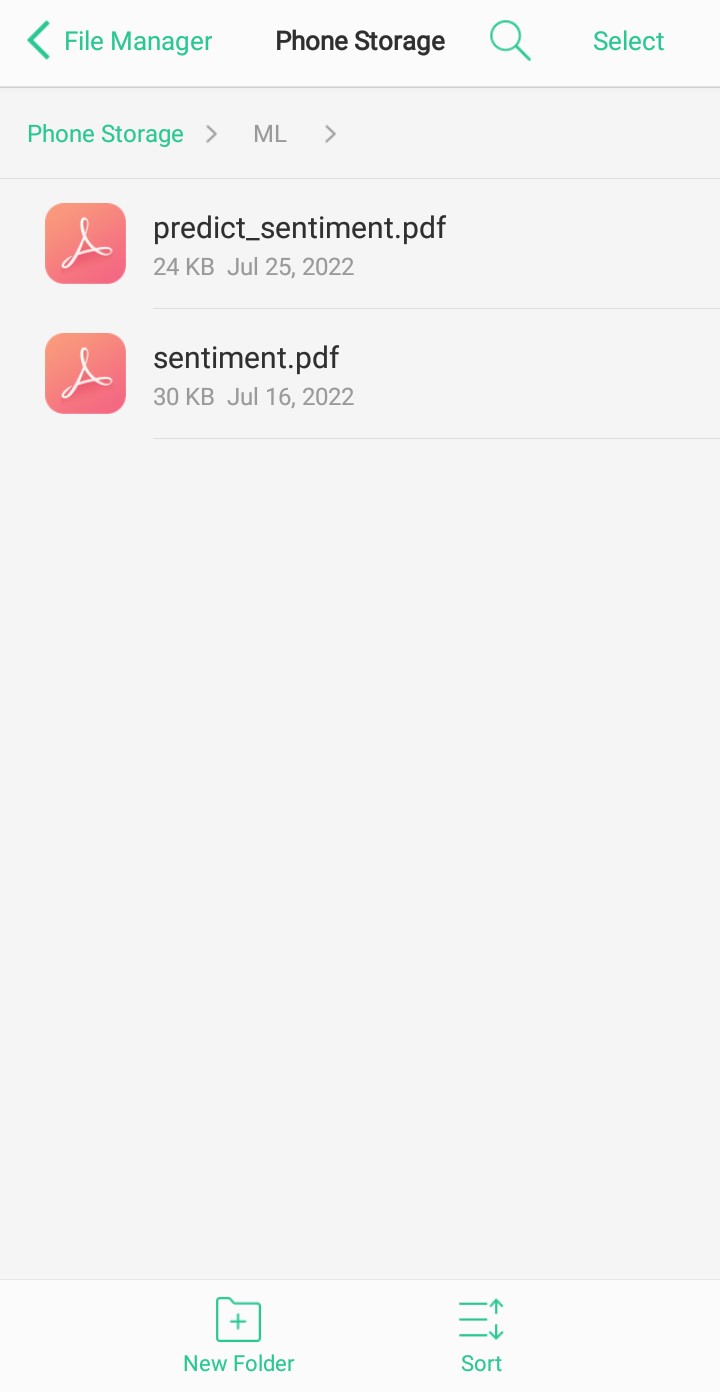 File Manager Phone Storage Select
Phone Storage ML
predict_sentiment.pdf
24 KB Jul 25, 2022
sentiment.pdf
30 KB Jul 16, 2022
New Folder Sort